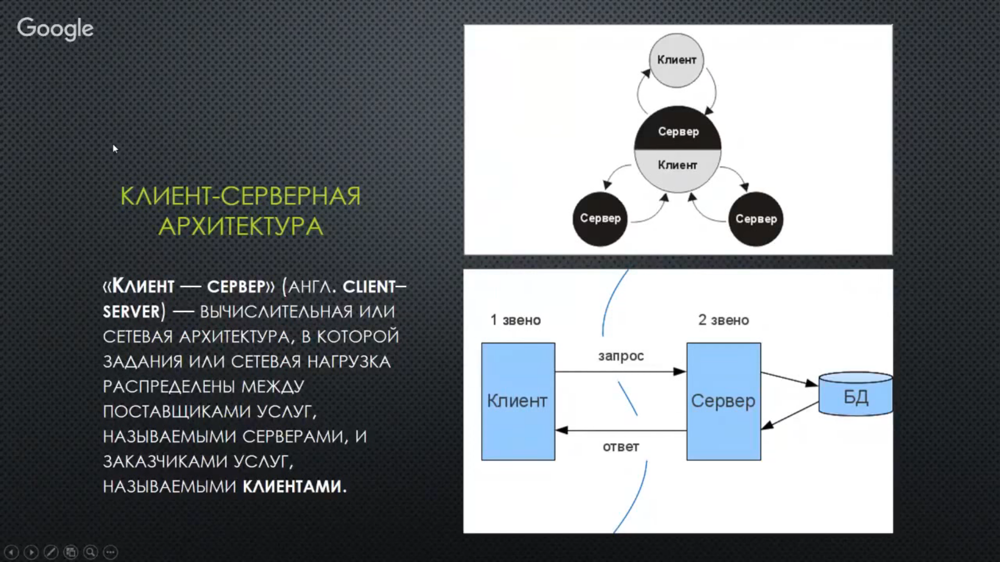 Google
КЛИЕНТ-СЕРВЕРНАЯ
АРХИТЕКТУРА
«КЛИЕНТ — СЕРВЕР» (АНГЛ. CLIENT–
SERVER) — ВЫЧИСЛИТЕЛЬНАЯ ИЛИ
СЕТЕВАЯ АРХИТЕКТУРА, В КОТОРОЙ
ЗАДАНИЯ ИЛИ СЕТЕВАЯ НАГРУЗКА
РАСПРЕДЕЛЕНЫ МЕЖДУ
ПОСТАВЩИКАМИ УСЛУГ,
НАЗЫВАЕМЫМИ СЕРВЕРАМИ, И
ЗАКАЗЧИКАМИ УСЛУГ,
НАЗЫВАЕМЫМИ КЛИЕНТАМИ.
Клиент
Сервер
Клиент
Сервер
Сервер
1 звено
2 звено
запрос
Клиент
Сервер
БД
ответ